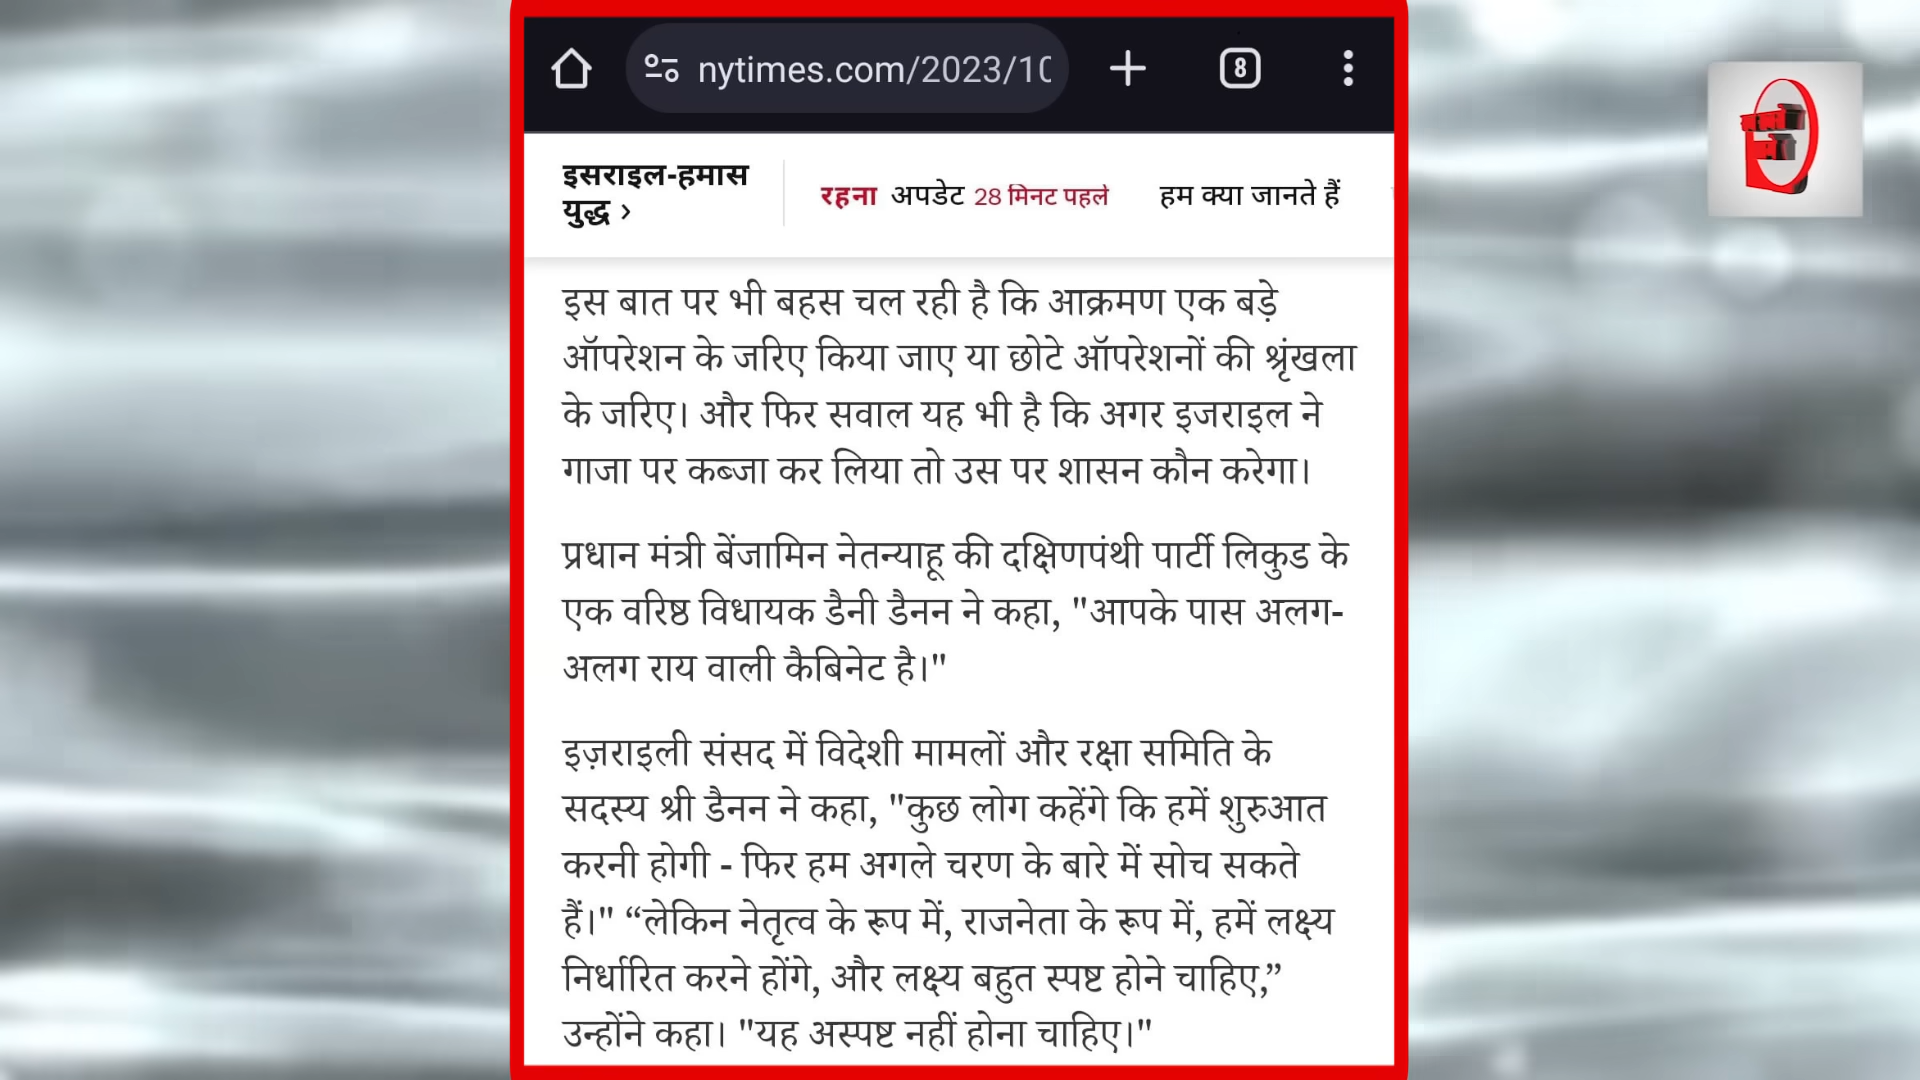 nytimes.com/2023/10
8
इसराइल-हमास
युद्ध >
रहना अपडेट 28 मिनट पहले
हम क्या जानते हैं
इस बात पर भी बहस चल रही है कि आक्रमण एक बड़े
ऑपरेशन के जरिए किया जाए या छोटे ऑपरेशनों की श्रृंखला
के जरिए। और फिर सवाल यह भी है कि अगर इजराइल ने
गाजा पर कब्जा कर लिया तो उस पर शासन कौन करेगा।
प्रधान मंत्री बेंजामिन नेतन्याहू की दक्षिणपंथी पार्टी लिकुड के
एक वरिष्ठ विधायक डैनी डैनन ने कहा, "आपके पास अलग-
अलग राय वाली कैबिनेट है।"
इज़राइली संसद में विदेशी मामलों और रक्षा समिति के
सदस्य श्री डैनन ने कहा, "कुछ लोग कहेंगे कि हमें शुरुआत
करनी होगी - फिर हम अगले चरण के बारे में सोच सकते
हैं।" “लेकिन नेतृत्व के रूप में, राजनेता के रूप में, हमें लक्ष्य
निर्धारित करने होंगे, और लक्ष्य बहुत स्पष्ट होने चाहिए,”
उन्होंने कहा। "यह अस्पष्ट नहीं होना चाहिए।"